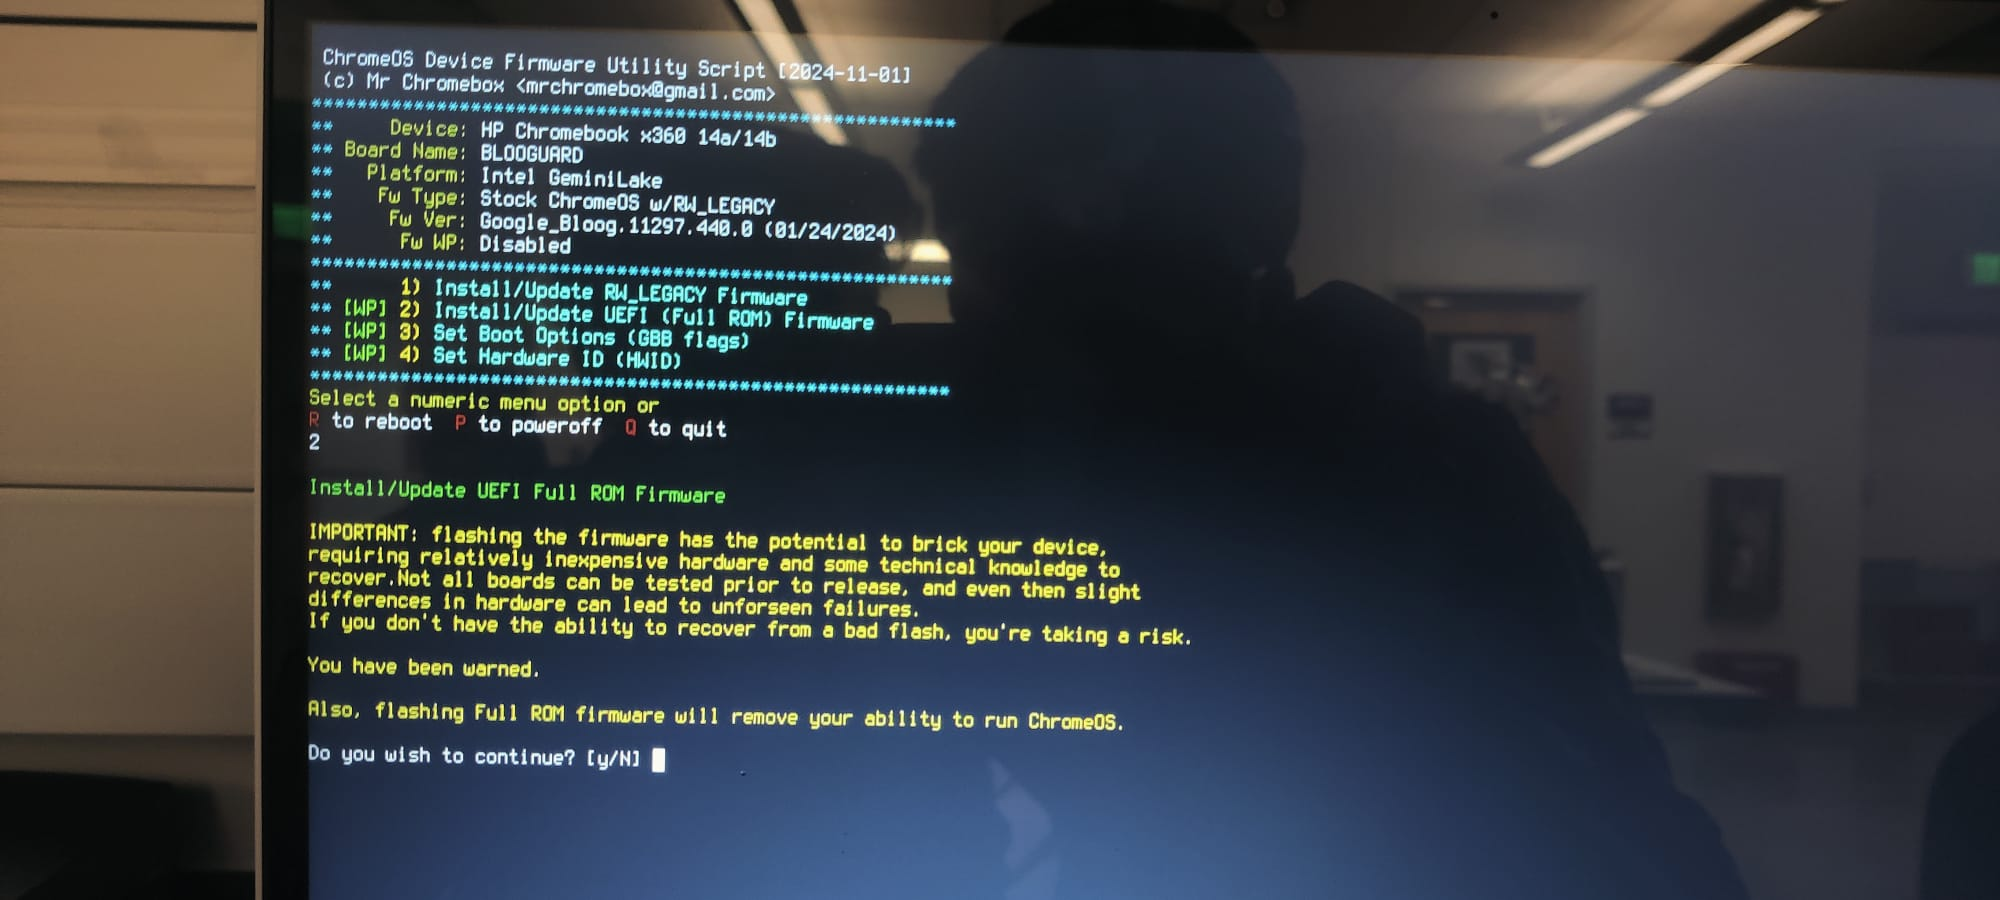 ChromeOS Device Firmware Utility Script [2024-11-01]
(c) Mr Chromebox <mrchromebox@gmail.com>
*********************************************************
** Device: HP Chromebook x360 14a/14b
** Board Name: BLOOGUARD
** Platform: Intel GeminiLake
** Fw Type: Stock ChromeOS w/RW_LEGACY
** Fw Ver: Google_Bloog.11297.440.0 (01/24/2024)
** Fw WP: Disabled
*********************************************************
** 1) Install/Update RW_LEGACY Firmware
** [WP] 2) Install/Update UEFI (Full ROM) Firmware
** [WP] 3) Set Boot Options (GBB flags)
** [WP] 4) Set Hardware ID (HWID)
*********************************************************
Select a numeric menu option or
R to reboot P to poweroff Q to quit
2
Install/Update UEFI Full ROM Firmware
IMPORTANT: flashing the firmware has the potential to brick your device,
requiring relatively inexpensive hardware and some technical knowledge to
recover.Not all boards can be tested prior to release, and even then slight
differences in hardware can lead to unforseen failures.
If you don't have the ability to recover from a bad flash, you're taking a risk.
You have been warned.
Also, flashing Full ROM firmware will remove your ability to run ChromeOS.
Do you wish to continue? [y/N]